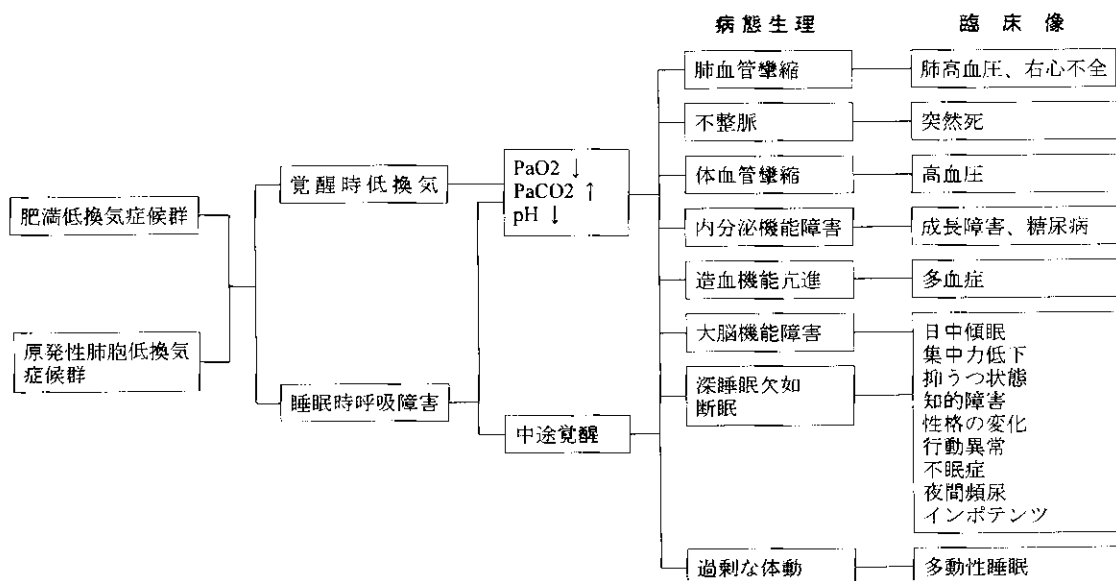 病態生理
臨床像
肥満低換気症候群
原発性肺胞低換気
症候群
覚醒時低換気
睡眠時呼吸障害
PaO2 ↓
PaCO2 ↑
pH ↓
中途覚醒
肺血管攣縮
肺高血圧、右心不全
不整脈
突然死
体血管攣縮
高血圧
内分泌機能障害
成長障害、糖尿病
造血機能亢進
多血症
大脳機能障害
深睡眠欠如
断眠
日中傾眠
集中力低下
抑うつ状態
知的障害
性格の変化
行動異常
不眠症
夜間頻尿
インポテンツ
過剰な体動
多動性睡眠